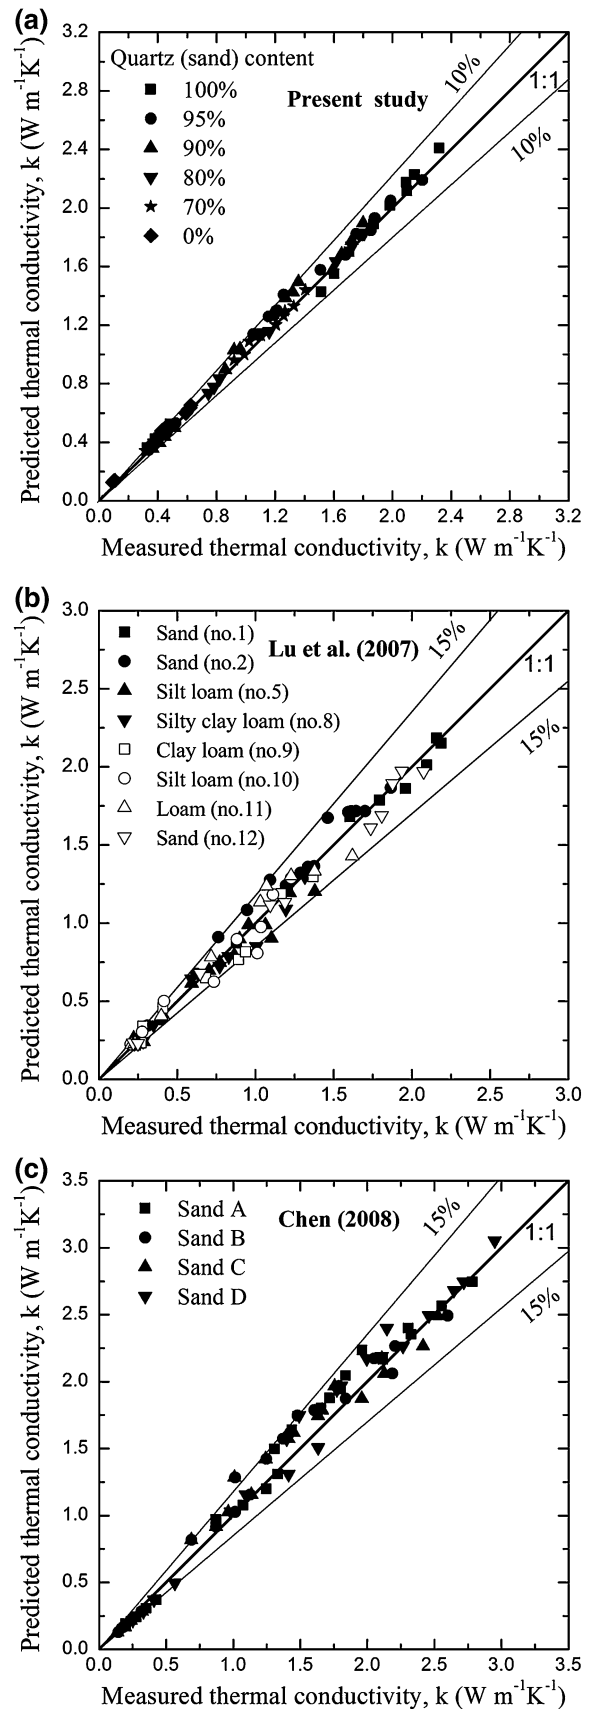 (a)
3.2
2.8
2.4
2.0
1.6
1.2
0.8
0.4
0.0
Predicted thermal conductivity, k (W m⁻¹K⁻¹)
Quartz (sand) content
100%
95%
90%
80%
70%
0%
Present study
10%
1:1
10%
0.0 0.4 0.8 1.2 1.6 2.0 2.4 2.8 3.2
Measured thermal conductivity, k (W m⁻¹K⁻¹)
(b)
3.0
2.5
2.0
1.5
1.0
0.5
0.0
Predicted thermal conductivity, k (W m⁻¹K⁻¹)
Sand (no.1)
Sand (no.2)
Silt loam (no.5)
Silty clay loam (no.8)
Clay loam (no.9)
Silt loam (no.10)
Loam (no.11)
Sand (no.12)
Lu et al. (2007)
15%
1:1
15%
0.0 0.5 1.0 1.5 2.0 2.5 3.0
Measured thermal conductivity, k (W m⁻¹K⁻¹)
(c)
3.5
3.0
2.5
2.0
1.5
1.0
0.5
0.0
Predicted thermal conductivity, k (W m⁻¹K⁻¹)
Sand A
Sand B
Sand C
Sand D
Chen (2008)
15%
1:1
15%
0.0 0.5 1.0 1.5 2.0 2.5 3.0 3.5
Measured thermal conductivity, k (W m⁻¹K⁻¹)